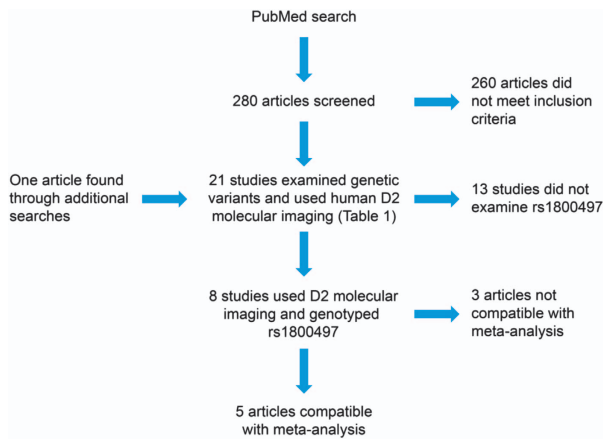 PubMed search
280 articles screened
260 articles did
not meet inclusion
criteria
One article found
through additional
searches
21 studies examined genetic
variants and used human D2
molecular imaging (Table 1)
13 studies did not
examine rs1800497
8 studies used D2 molecular
imaging and genotyped
rs1800497
3 articles not
compatible with
meta-analysis
5 articles compatible
with meta-analysis